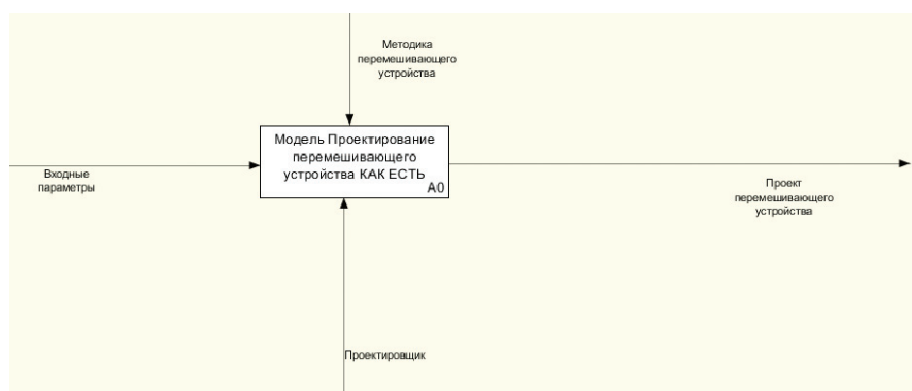 Методика
перемешивающего
устройства
Модель Проектирование
перемешивающего
устройства КАК ЕСТЬ
A0
Входные
параметры
Проект
перемешивающего
устройства
Проектировщик